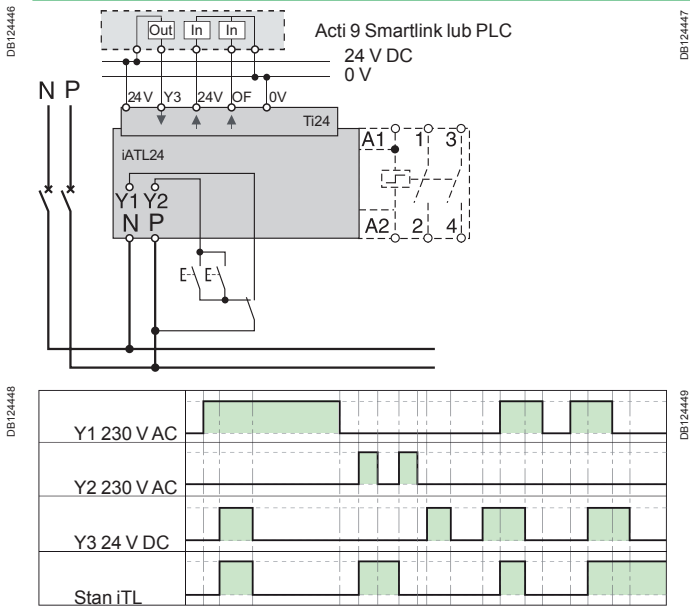 DB124446
DB124447
Out In In
Acti 9 Smartlink lub PLC
24 V DC
0 V
N P
24V Y3 24V OF 0V
Ti24
iATL24
A1 1 3
Y1 Y2
N P
A2 2 4
E E
DB124448
DB124449
Y1 230 V AC
Y2 230 V AC
Y3 24 V DC
Stan iTL